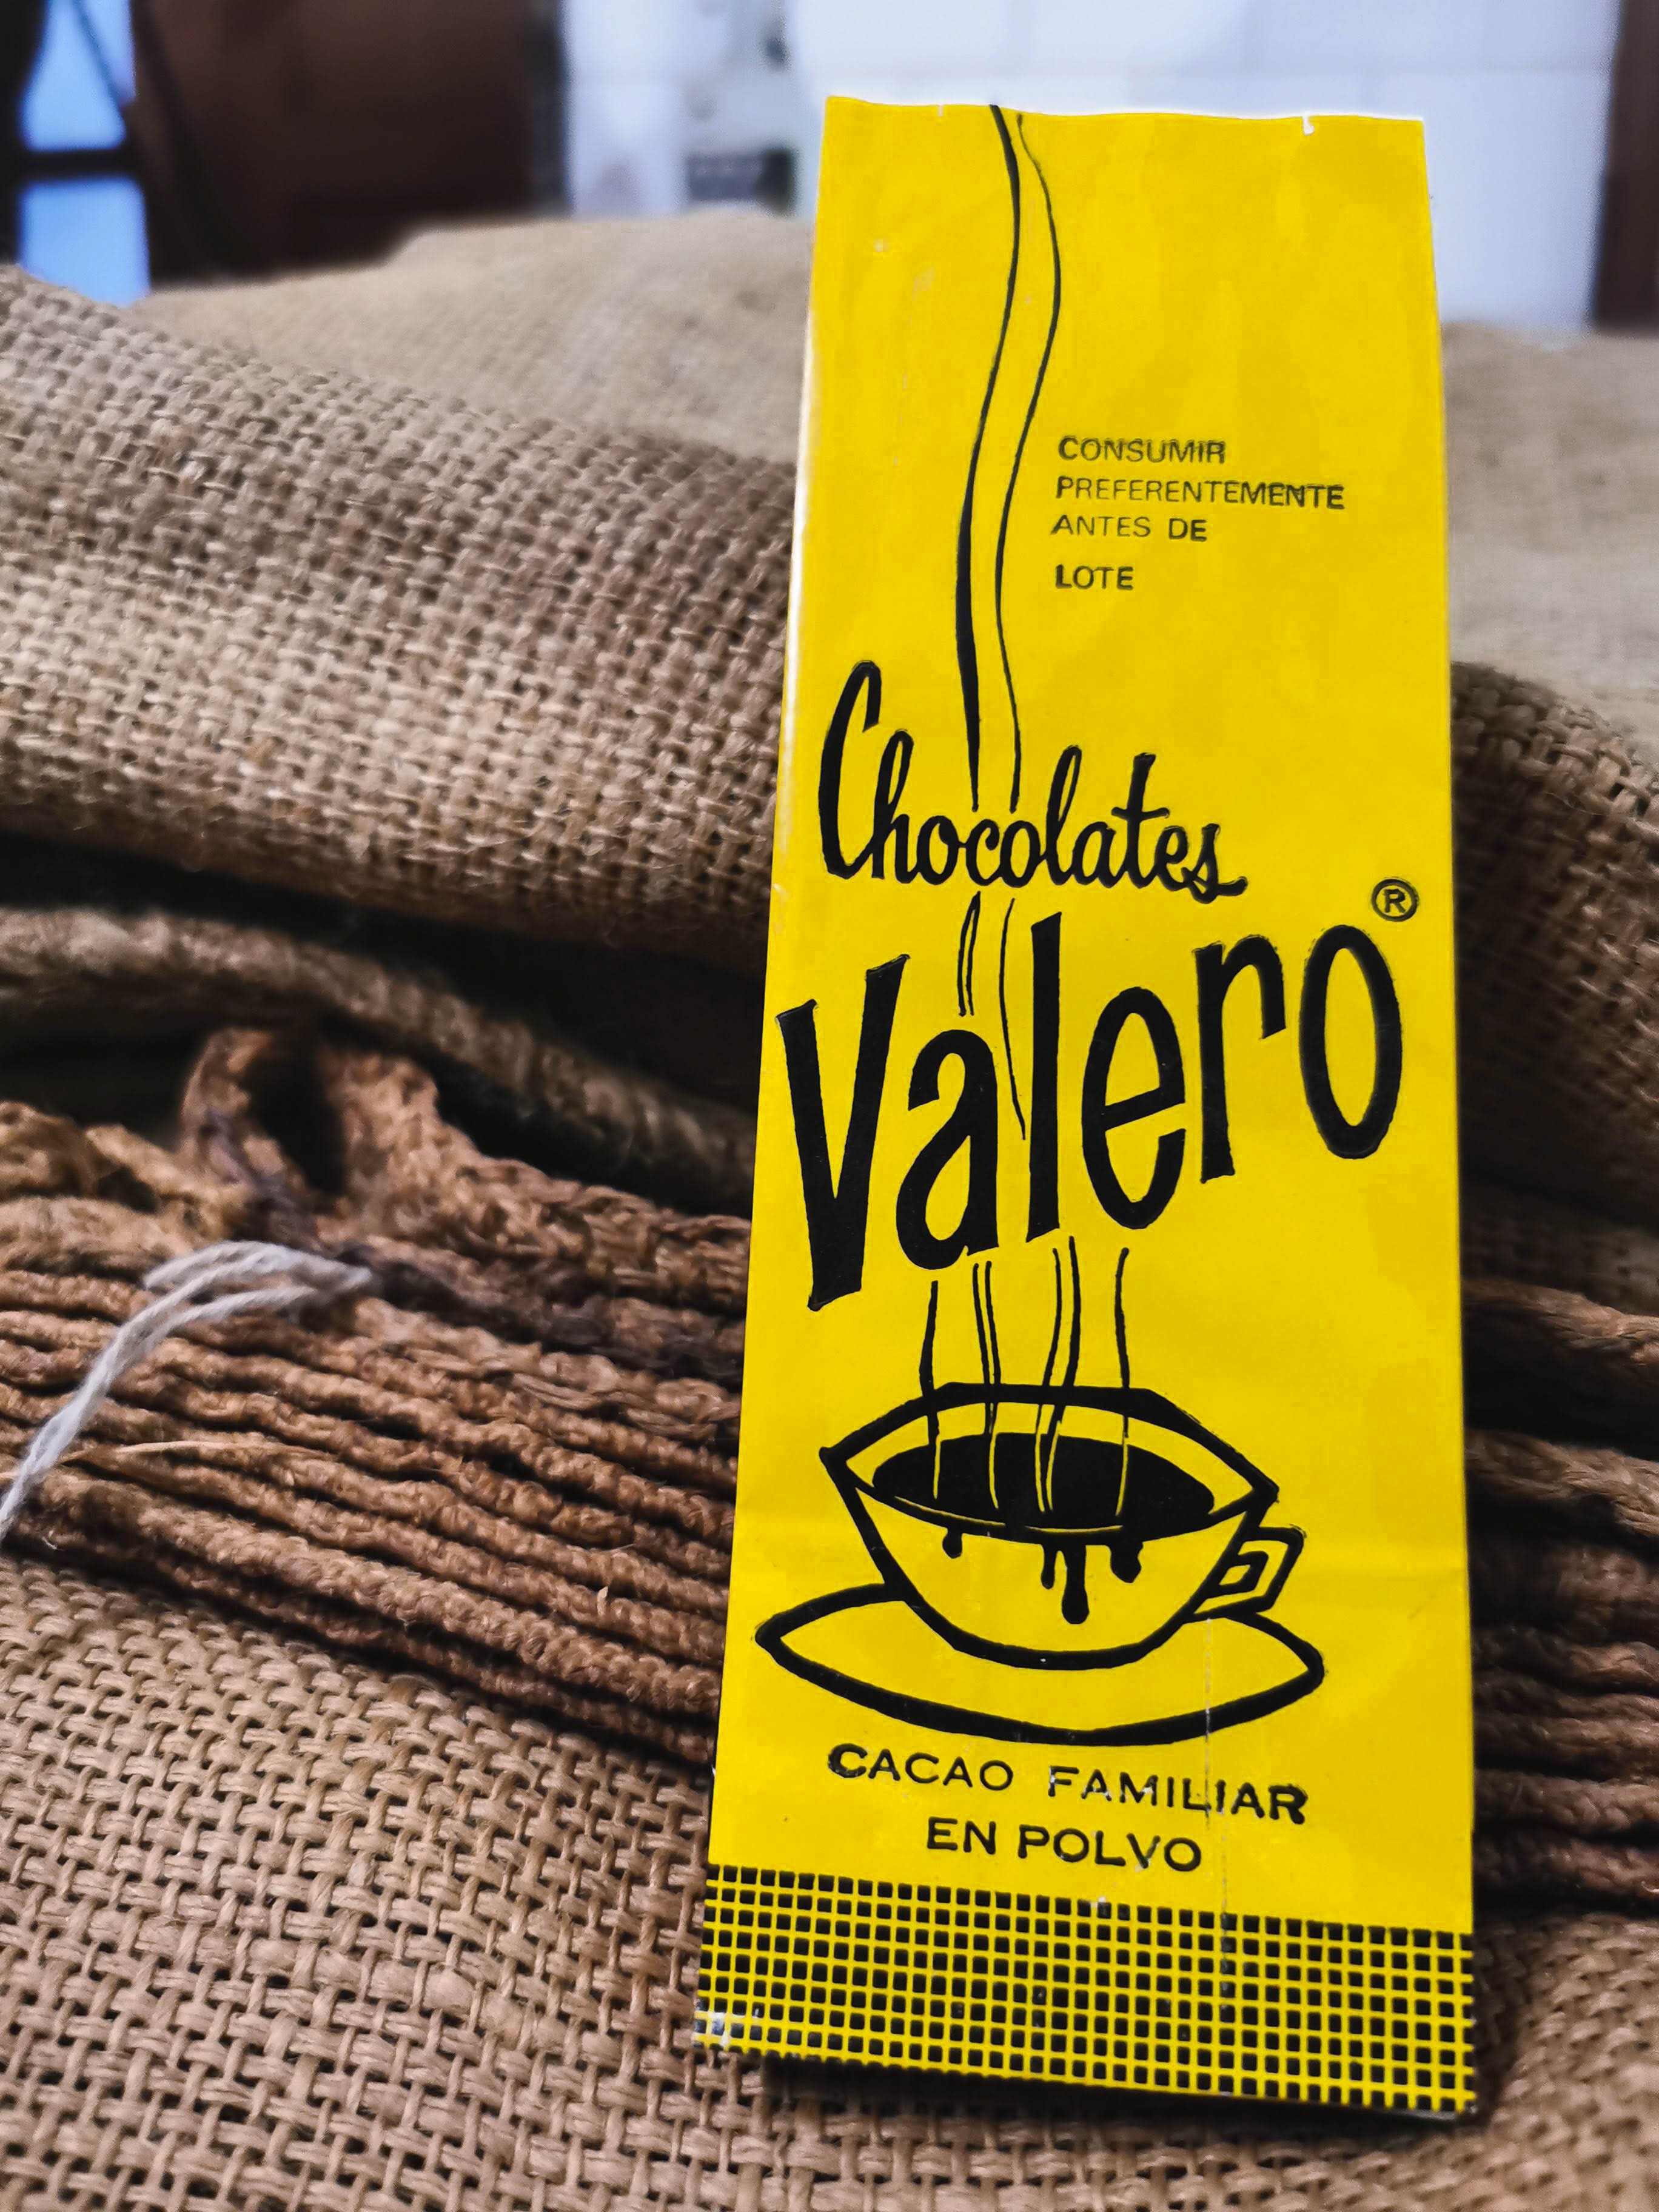 CONSUMIR
PREFERENTEMENTE
ANTES DE
LOTE
Chocolates
Valero®
CACAO FAMILIAR
EN POLVO